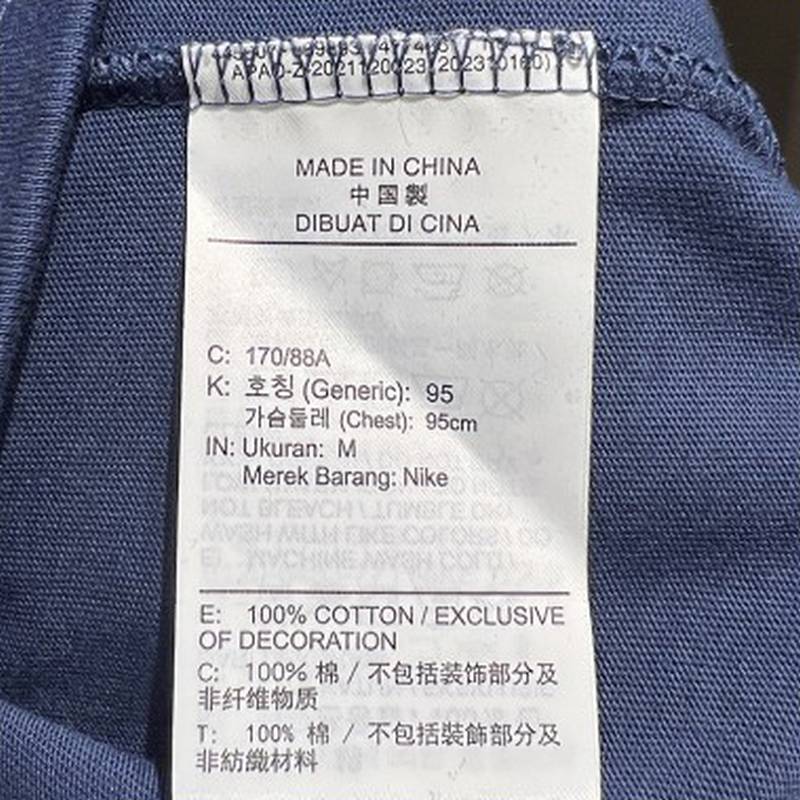 APAO-Z-2021120023
MADE IN CHINA
中国製
DIBUAT DI CINA
C: 170/88A
K: 호칭 (Generic): 95
가슴둘레 (Chest): 95cm
IN: Ukuran: M
Merek Barang: Nike
E: 100% COTTON / EXCLUSIVE
OF DECORATION
C: 100% 棉 / 不包括装饰部分及
非纤维物质
T: 100% 棉 / 不包括裝飾部分及
非紡織材料